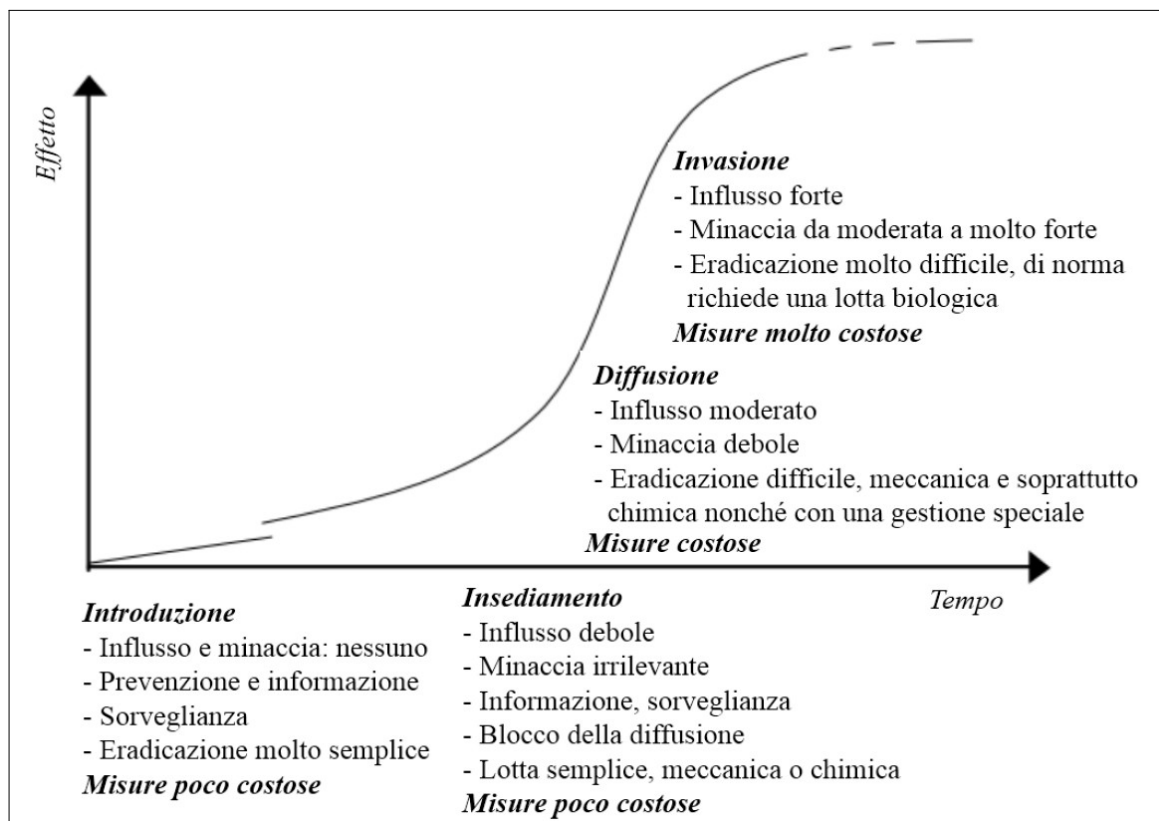 Effetto
Invasione
- Influsso forte
- Minaccia da moderata a molto forte
- Eradicazione molto difficile, di norma
richiede una lotta biologica
Misure molto costose
Diffusione
- Influsso moderato
- Minaccia debole
- Eradicazione difficile, meccanica e soprattutto
chimica nonché con una gestione speciale
Misure costose
Tempo
Introduzione
- Influsso e minaccia: nessuno
- Prevenzione e informazione
- Sorveglianza
- Eradicazione molto semplice
Misure poco costose
Insediamento
- Influsso debole
- Minaccia irrilevante
- Informazione, sorveglianza
- Blocco della diffusione
- Lotta semplice, meccanica o chimica
Misure poco costose